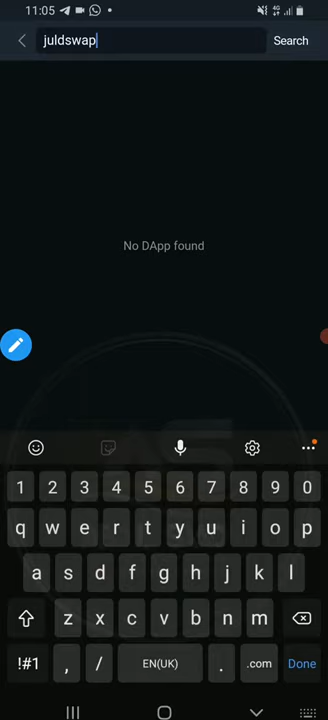 11:05
4G
juldswap
Search
No DApp found
1 2 3 4 5 6 7 8 9 0
q w e r t y u i o p
a s d f g h j k l
z x c v b n m
!#1 , / EN(UK) . .com Done